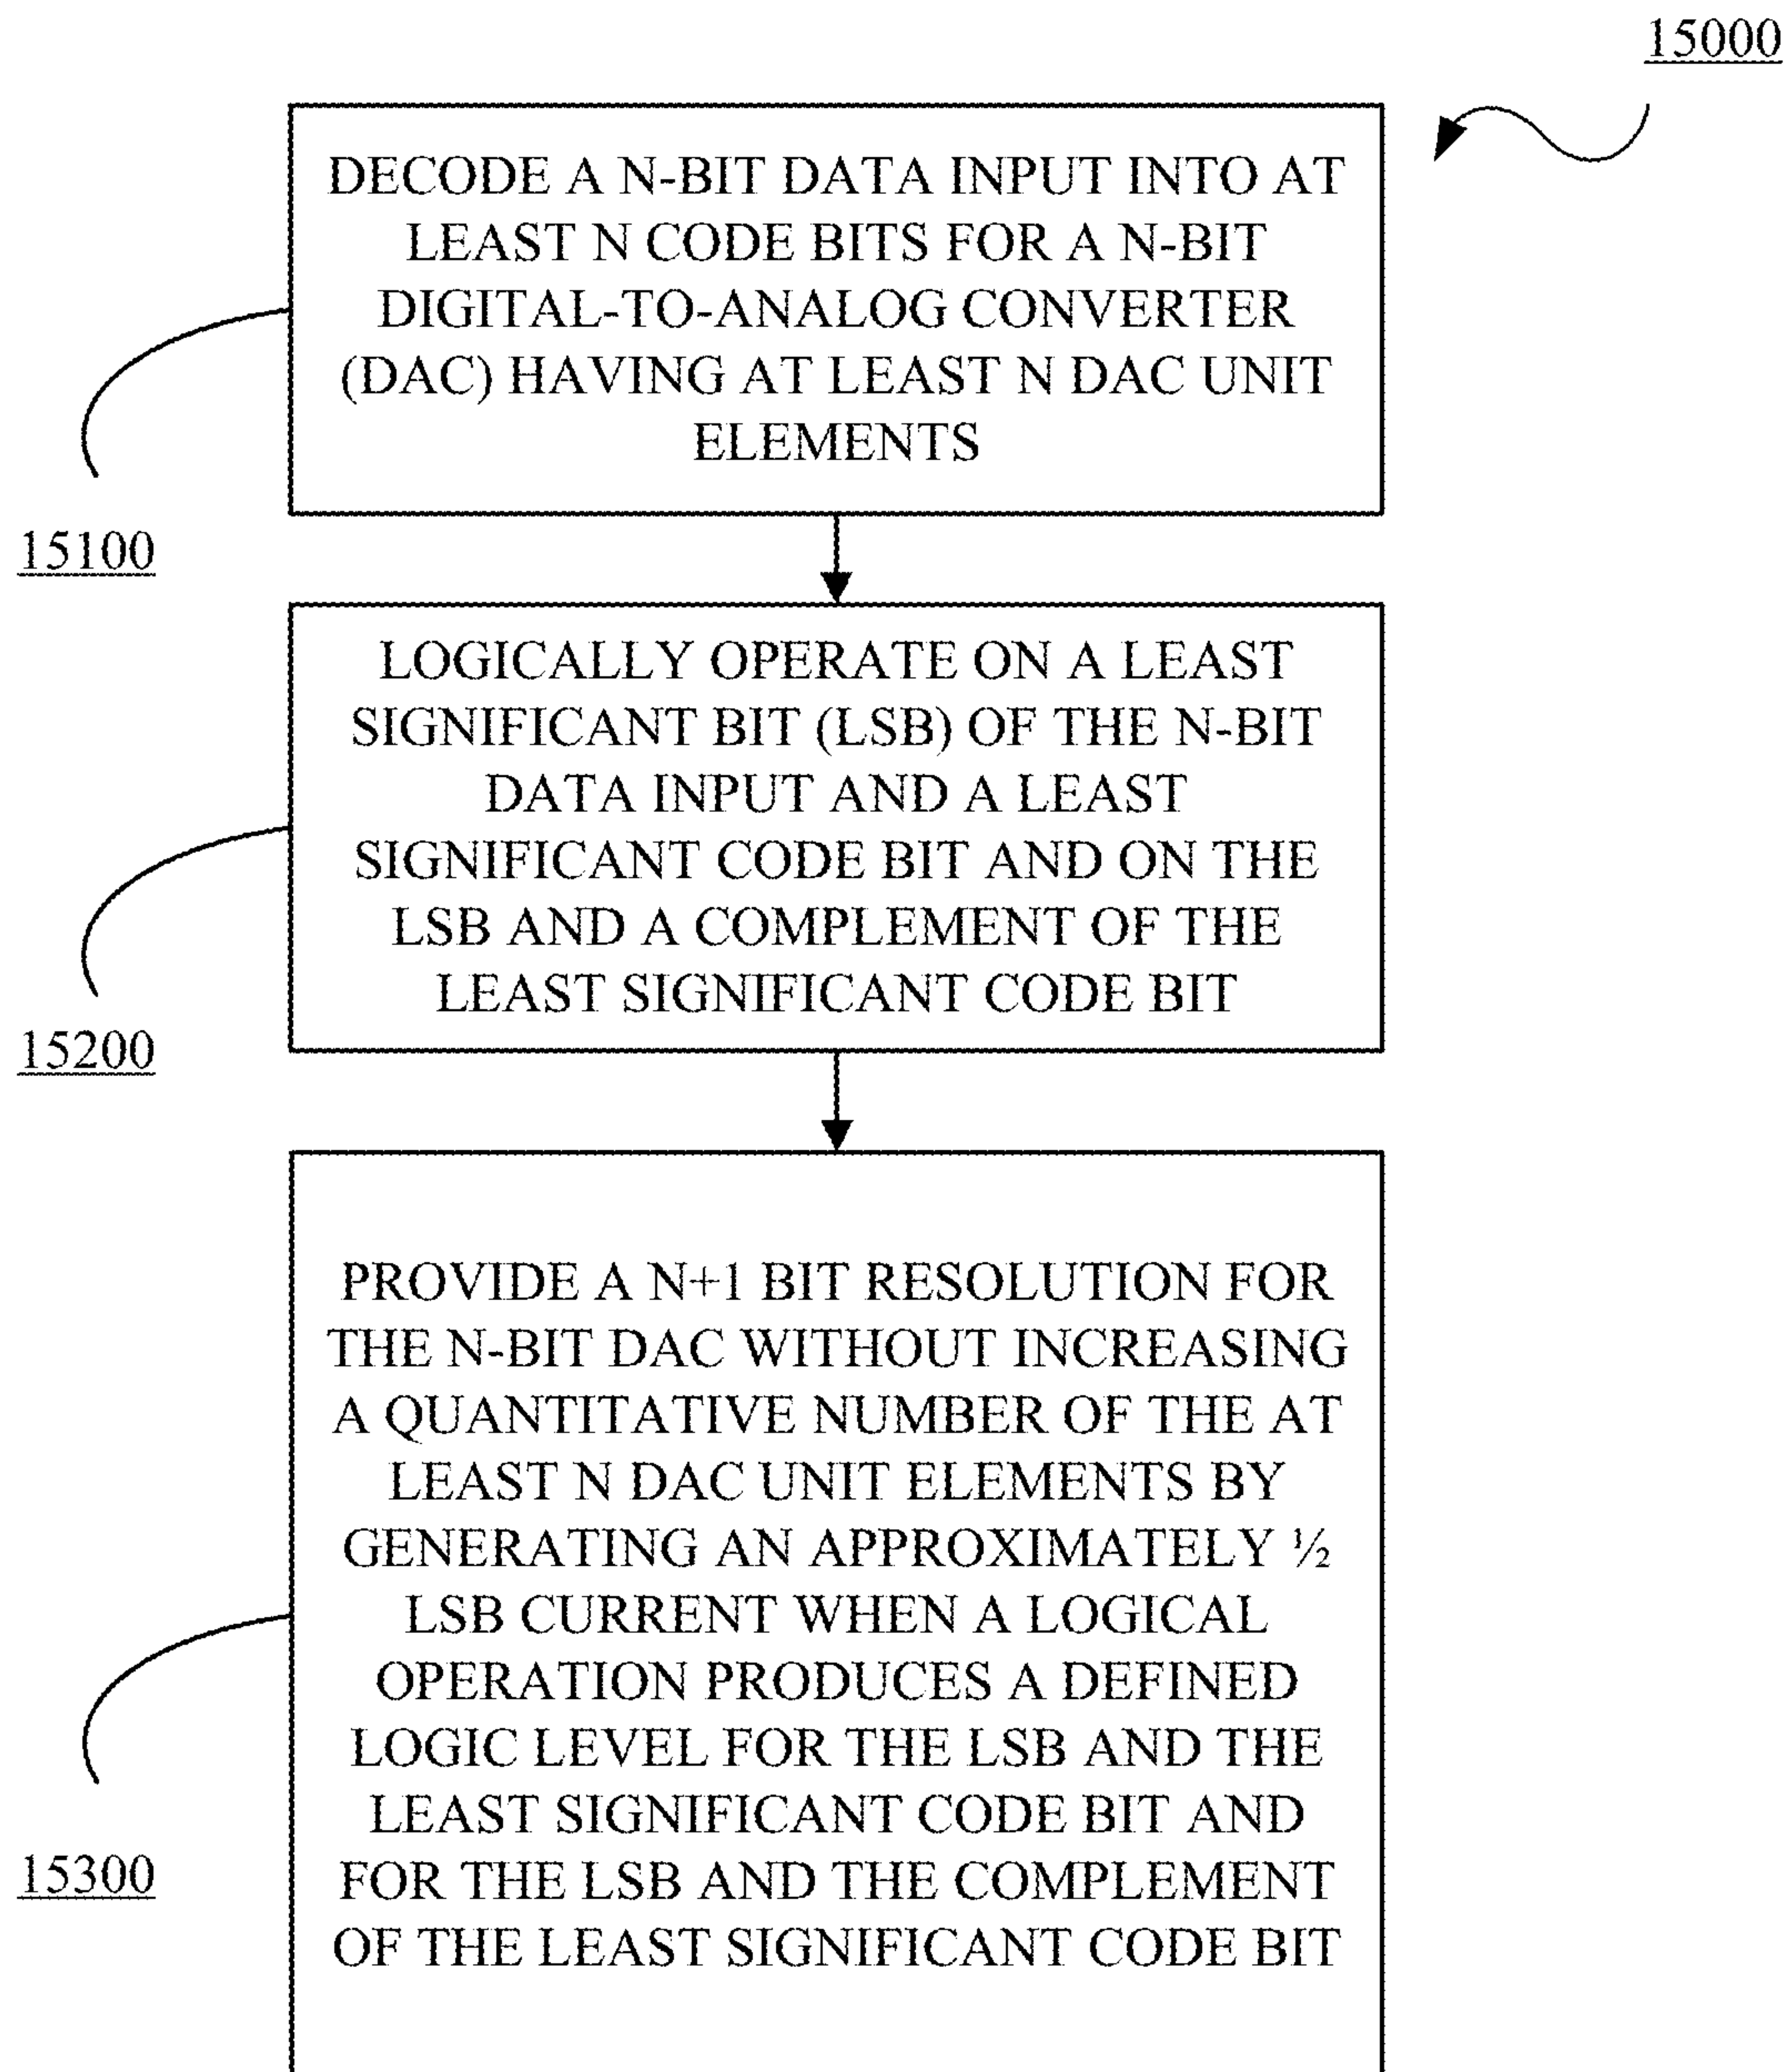 15000
DECODE A N-BIT DATA INPUT INTO AT
LEAST N CODE BITS FOR A N-BIT
DIGITAL-TO-ANALOG CONVERTER
(DAC) HAVING AT LEAST N DAC UNIT
ELEMENTS
15100
LOGICALLY OPERATE ON A LEAST
SIGNIFICANT BIT (LSB) OF THE N-BIT
DATA INPUT AND A LEAST
SIGNIFICANT CODE BIT AND ON THE
LSB AND A COMPLEMENT OF THE
LEAST SIGNIFICANT CODE BIT
15200
PROVIDE A N+1 BIT RESOLUTION FOR
THE N-BIT DAC WITHOUT INCREASING
A QUANTITATIVE NUMBER OF THE AT
LEAST N DAC UNIT ELEMENTS BY
GENERATING AN APPROXIMATELY ½
LSB CURRENT WHEN A LOGICAL
OPERATION PRODUCES A DEFINED
LOGIC LEVEL FOR THE LSB AND THE
LEAST SIGNIFICANT CODE BIT AND
FOR THE LSB AND THE COMPLEMENT
OF THE LEAST SIGNIFICANT CODE BIT
15300